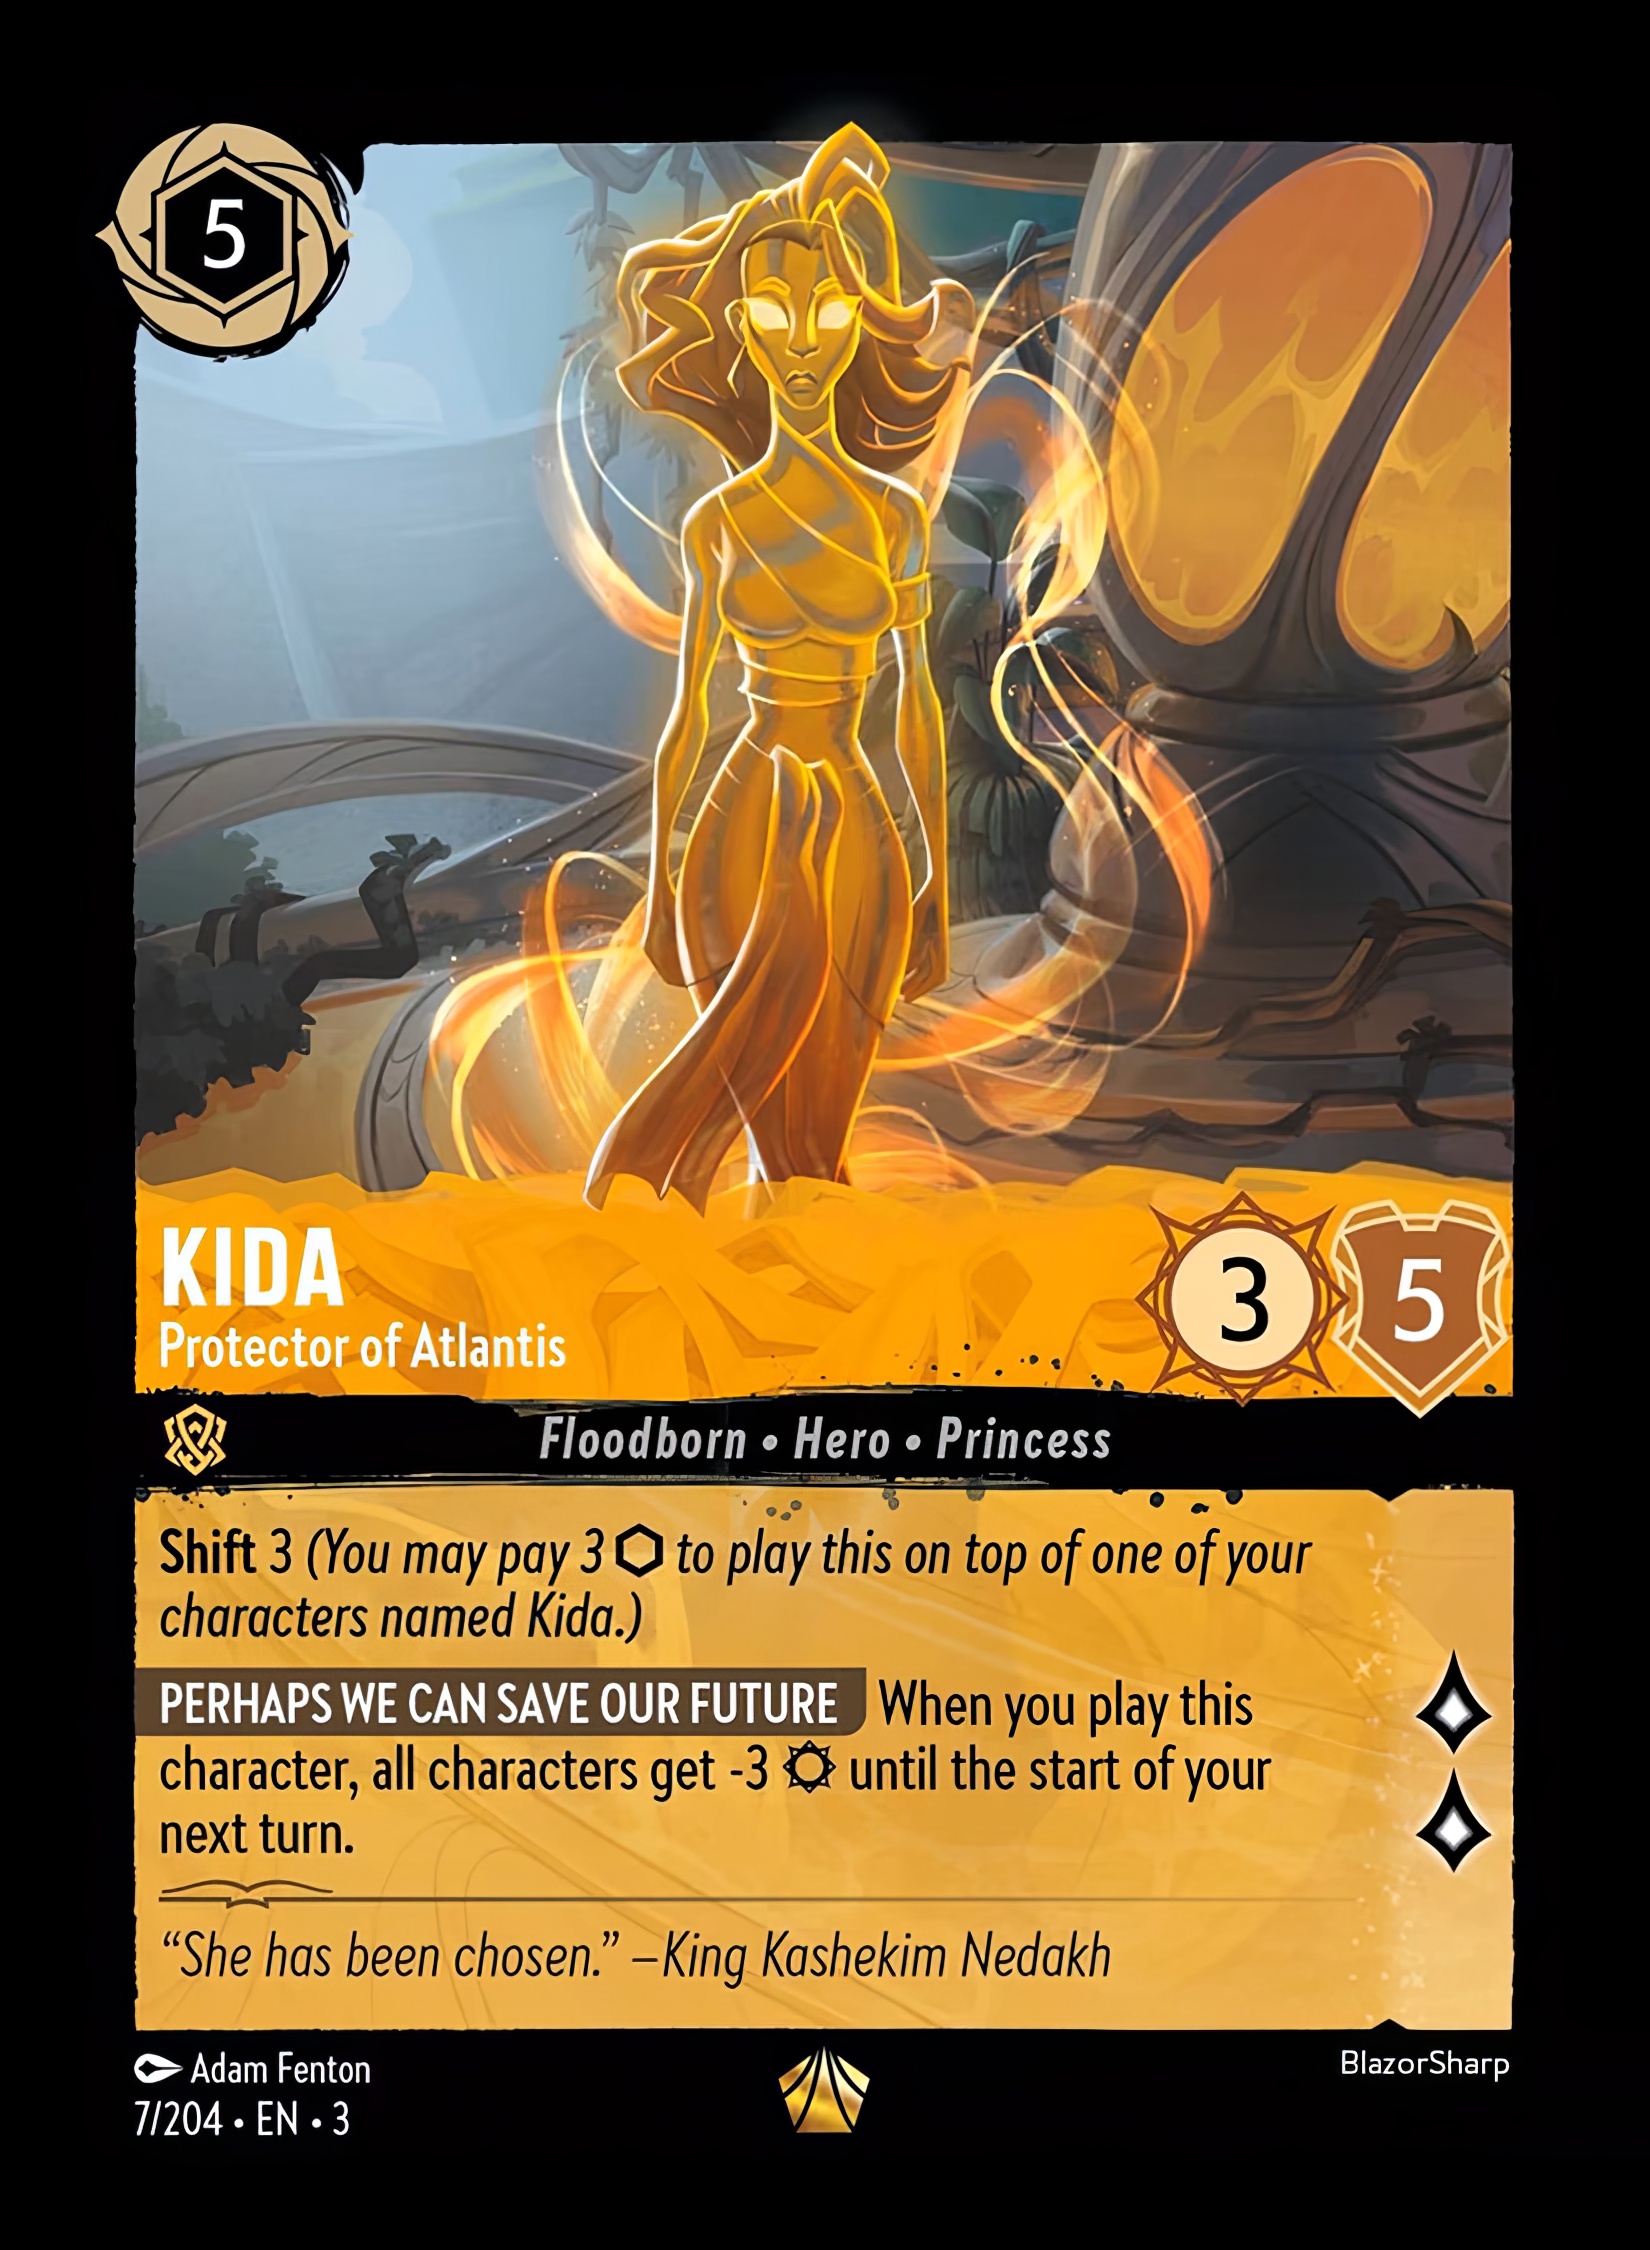 5
KIDA
Protector of Atlantis
3
5
Floodborn • Hero • Princess
Shift 3 (You may pay 3 ⬡ to play this on top of one of your
characters named Kida.)
PERHAPS WE CAN SAVE OUR FUTURE When you play this
character, all characters get -3 ¤ until the start of your
next turn.
“She has been chosen.” –King Kashekim Nedakh
Adam Fenton
BlazorSharp
7/204 • EN • 3